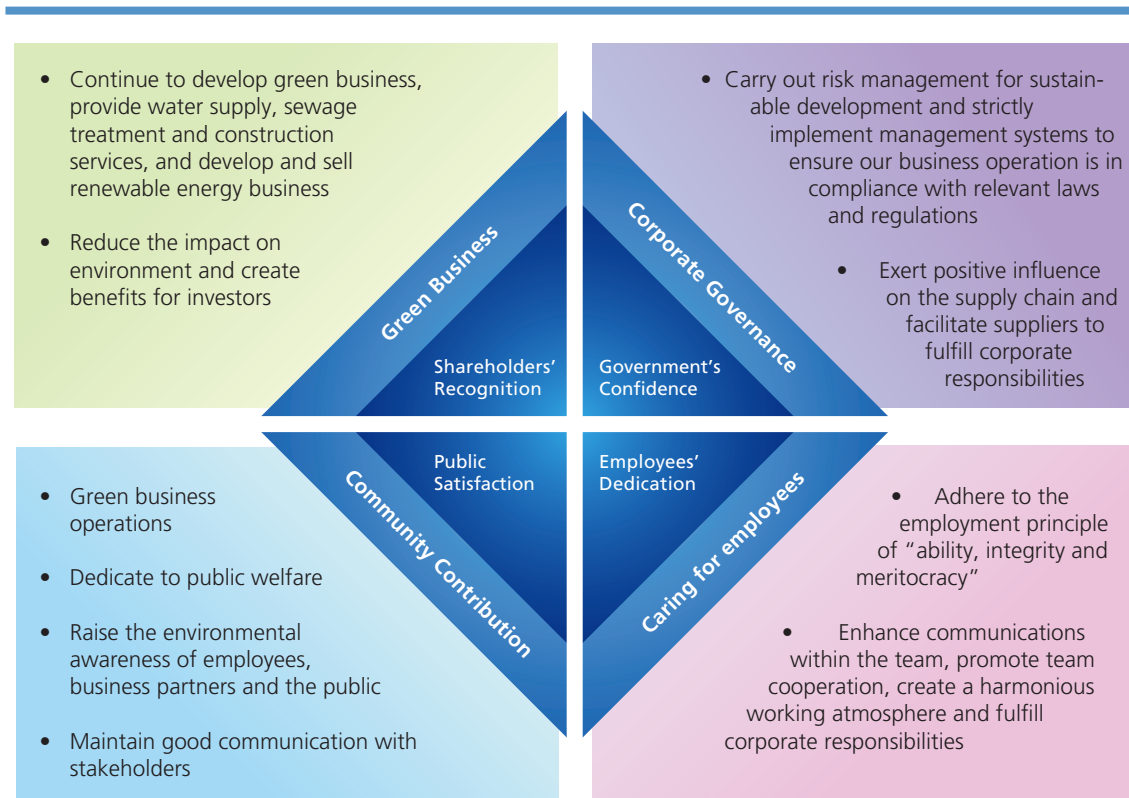 • Continue to develop green business,
provide water supply, sewage
treatment and construction
services, and develop and sell
renewable energy business
• Reduce the impact on
environment and create
benefits for investors
Green Business
Shareholders'
Recognition
• Carry out risk management for sustain-
able development and strictly
implement management systems to
ensure our business operation is in
compliance with relevant laws
and regulations
• Exert positive influence
on the supply chain and
facilitate suppliers to
fulfill corporate
responsibilities
Corporate Governance
Government's
Confidence
• Green business
operations
• Dedicate to public welfare
• Raise the environmental
awareness of employees,
business partners and the public
• Maintain good communication with
stakeholders
Community Contribution
Public
Satisfaction
Employees'
Dedication
Caring for employees
• Adhere to the
employment principle
of “ability, integrity and
meritocracy”
• Enhance communications
within the team, promote team
cooperation, create a harmonious
working atmosphere and fulfill
corporate responsibilities